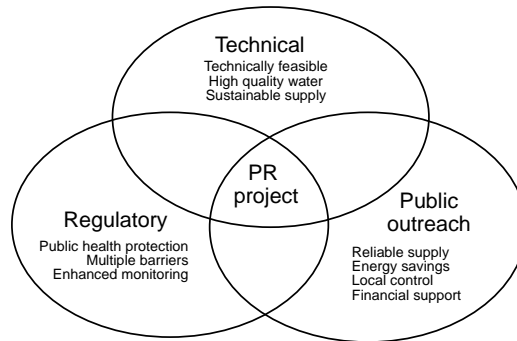 Technical
Technically feasible
High quality water
Sustainable supply
PR
project
Regulatory
Public health protection
Multiple barriers
Enhanced monitoring
Public
outreach
Reliable supply
Energy savings
Local control
Financial support